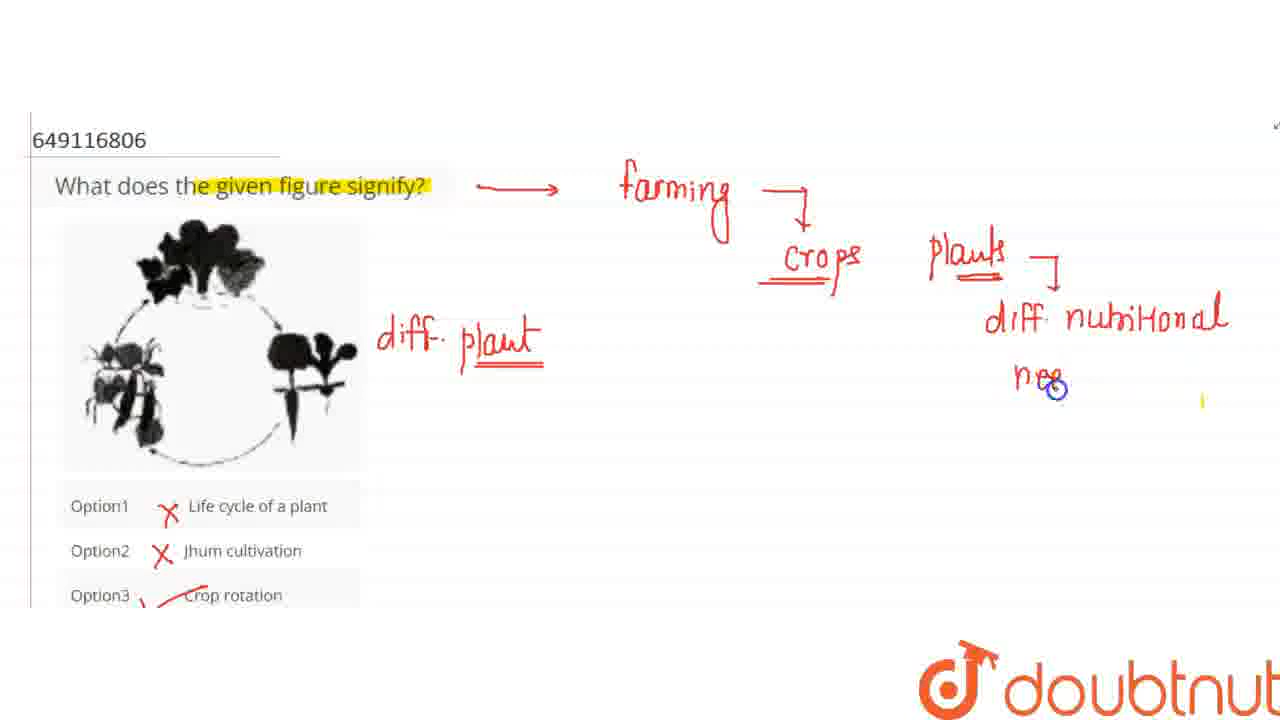 649116806
What does the given figure signify?
farming
crops
plants
diff. nutritional
diff. plant
nee
Option1 Life cycle of a plant
Option2 Jhum cultivation
Option3 Crop rotation
doubtnut